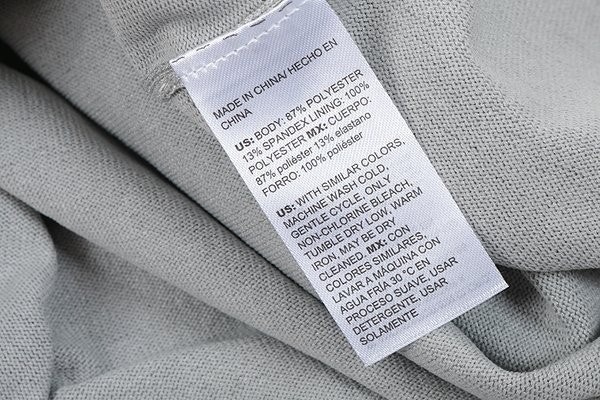 MADE IN CHINA/ HECHO EN
CHINA
US: BODY: 87% POLYESTER
13% SPANDEX LINING: 100%
POLYESTER MX: CUERPO:
87% poliéster 13% elastano
FORRO: 100% poliéster
US: WITH SIMILAR COLORS,
MACHINE WASH COLD,
GENTLE CYCLE, ONLY
NON-CHLORINE BLEACH,
TUMBLE DRY LOW, WARM
IRON, MAY BE DRY
CLEANED. MX: CON
COLORES SIMILARES,
LAVAR A MÁQUINA CON
AGUA FRÍA 30 °C EN
PROCESO SUAVE, USAR
DETERGENTE, USAR
SOLAMENTE